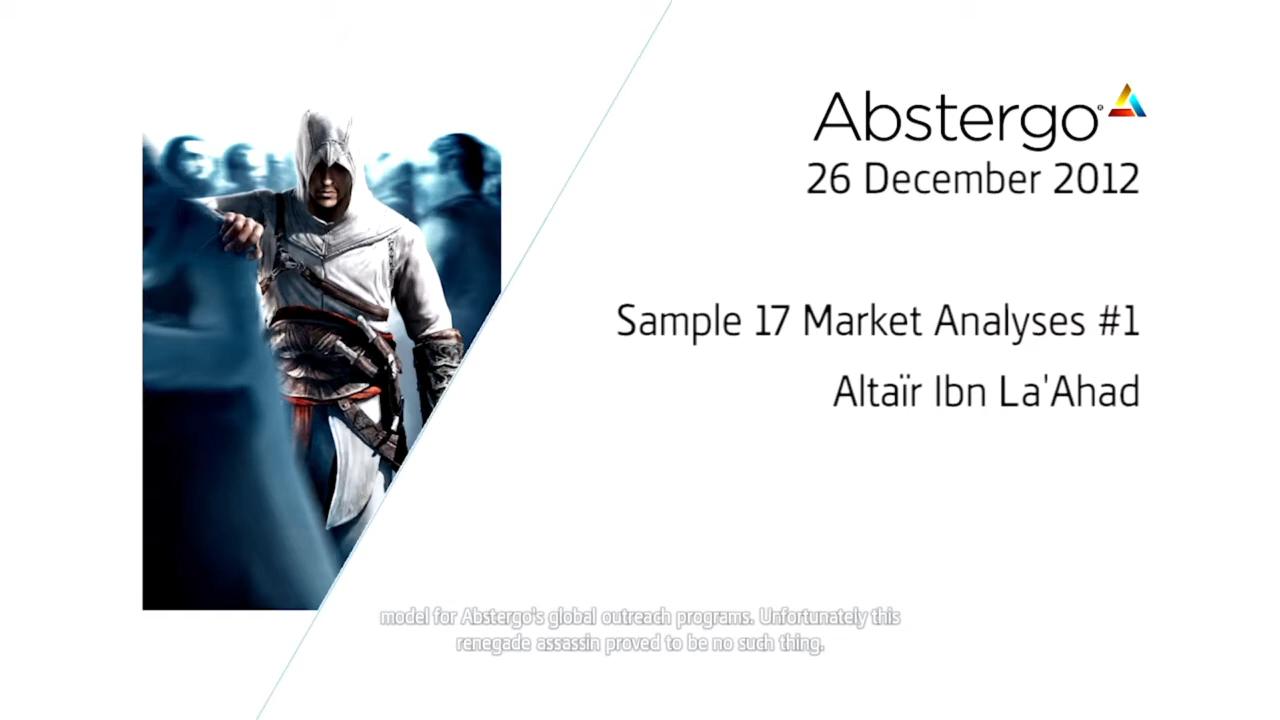 Abstergo®
26 December 2012
Sample 17 Market Analyses #1
Altaïr Ibn La'Ahad
model for Abstergo's global outreach programs. Unfortunately this
renegade assassin proved to be no such thing.